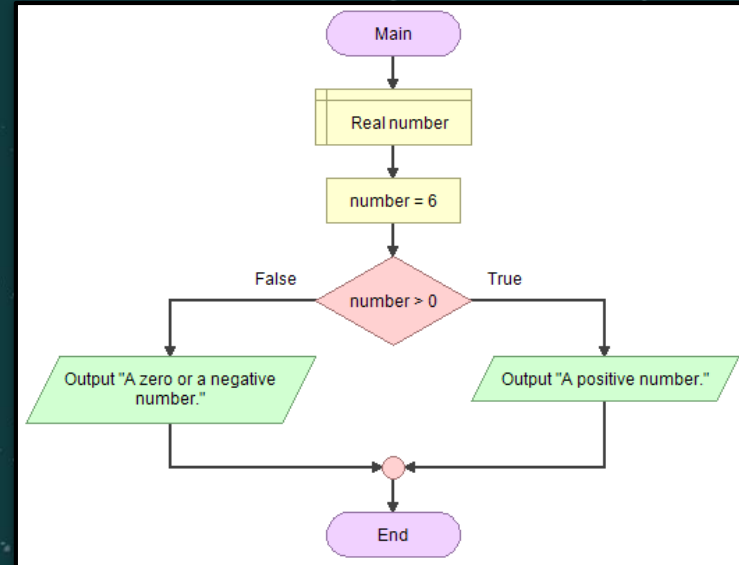 Main
Real number
number = 6
False
True
number > 0
Output "A zero or a negative
number."
Output "A positive number."
End